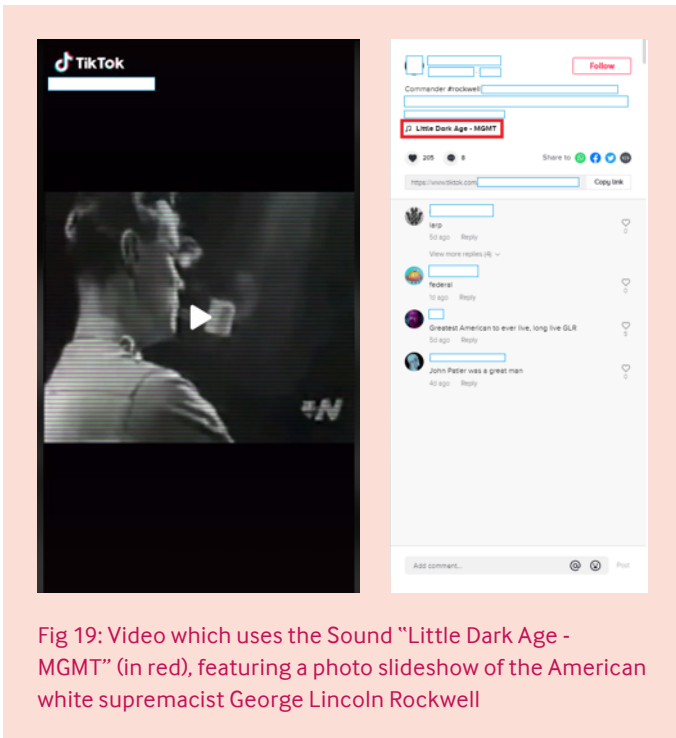 TikTok
Follow
Commander #rockwell
Little Dark Age - MGMT
205 8 Share to
https://www.tiktok.com Copy link
lerp
5d ago Reply
View more replies (4)
0
federal
1d ago Reply
0
Greatest American to ever live, long live GLR
5d ago Reply
John Patler was a great man
4d ago Reply
0
Add comment... Post
Fig 19: Video which uses the Sound "Little Dark Age -
MGMT" (in red), featuring a photo slideshow of the American
white supremacist George Lincoln Rockwell